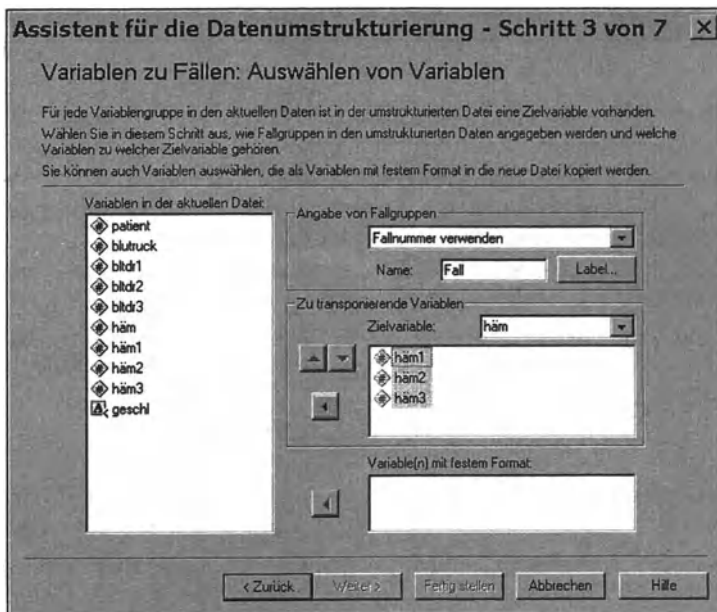 Assistent für die Datenumstrukturierung - Schritt 3 von 7
Variablen zu Fällen: Auswählen von Variablen
Für jede Variablengruppe in den aktuellen Daten ist in der umstrukturierten Datei eine Zielvariable vorhanden.
Wählen Sie in diesem Schritt aus, wie Fallgruppen in den umstrukturierten Daten angegeben werden und welche
Variablen zu welcher Zielvariable gehören.
Sie können auch Variablen auswählen, die als Variablen mit festem Format in die neue Datei kopiert werden.
Variablen in der aktuellen Datei:
patient
blutruck
bltdr1
bltdr2
bltdr3
häm
häm1
häm2
häm3
geschl
Angabe von Fallgruppen
Fallnummer verwenden
Name: Fall Label...
Zu transponierende Variablen
Zielvariable: häm
häm1
häm2
häm3
Variable(n) mit festem Format:
< Zurück Weiter > Fertig stellen Abbrechen Hilfe